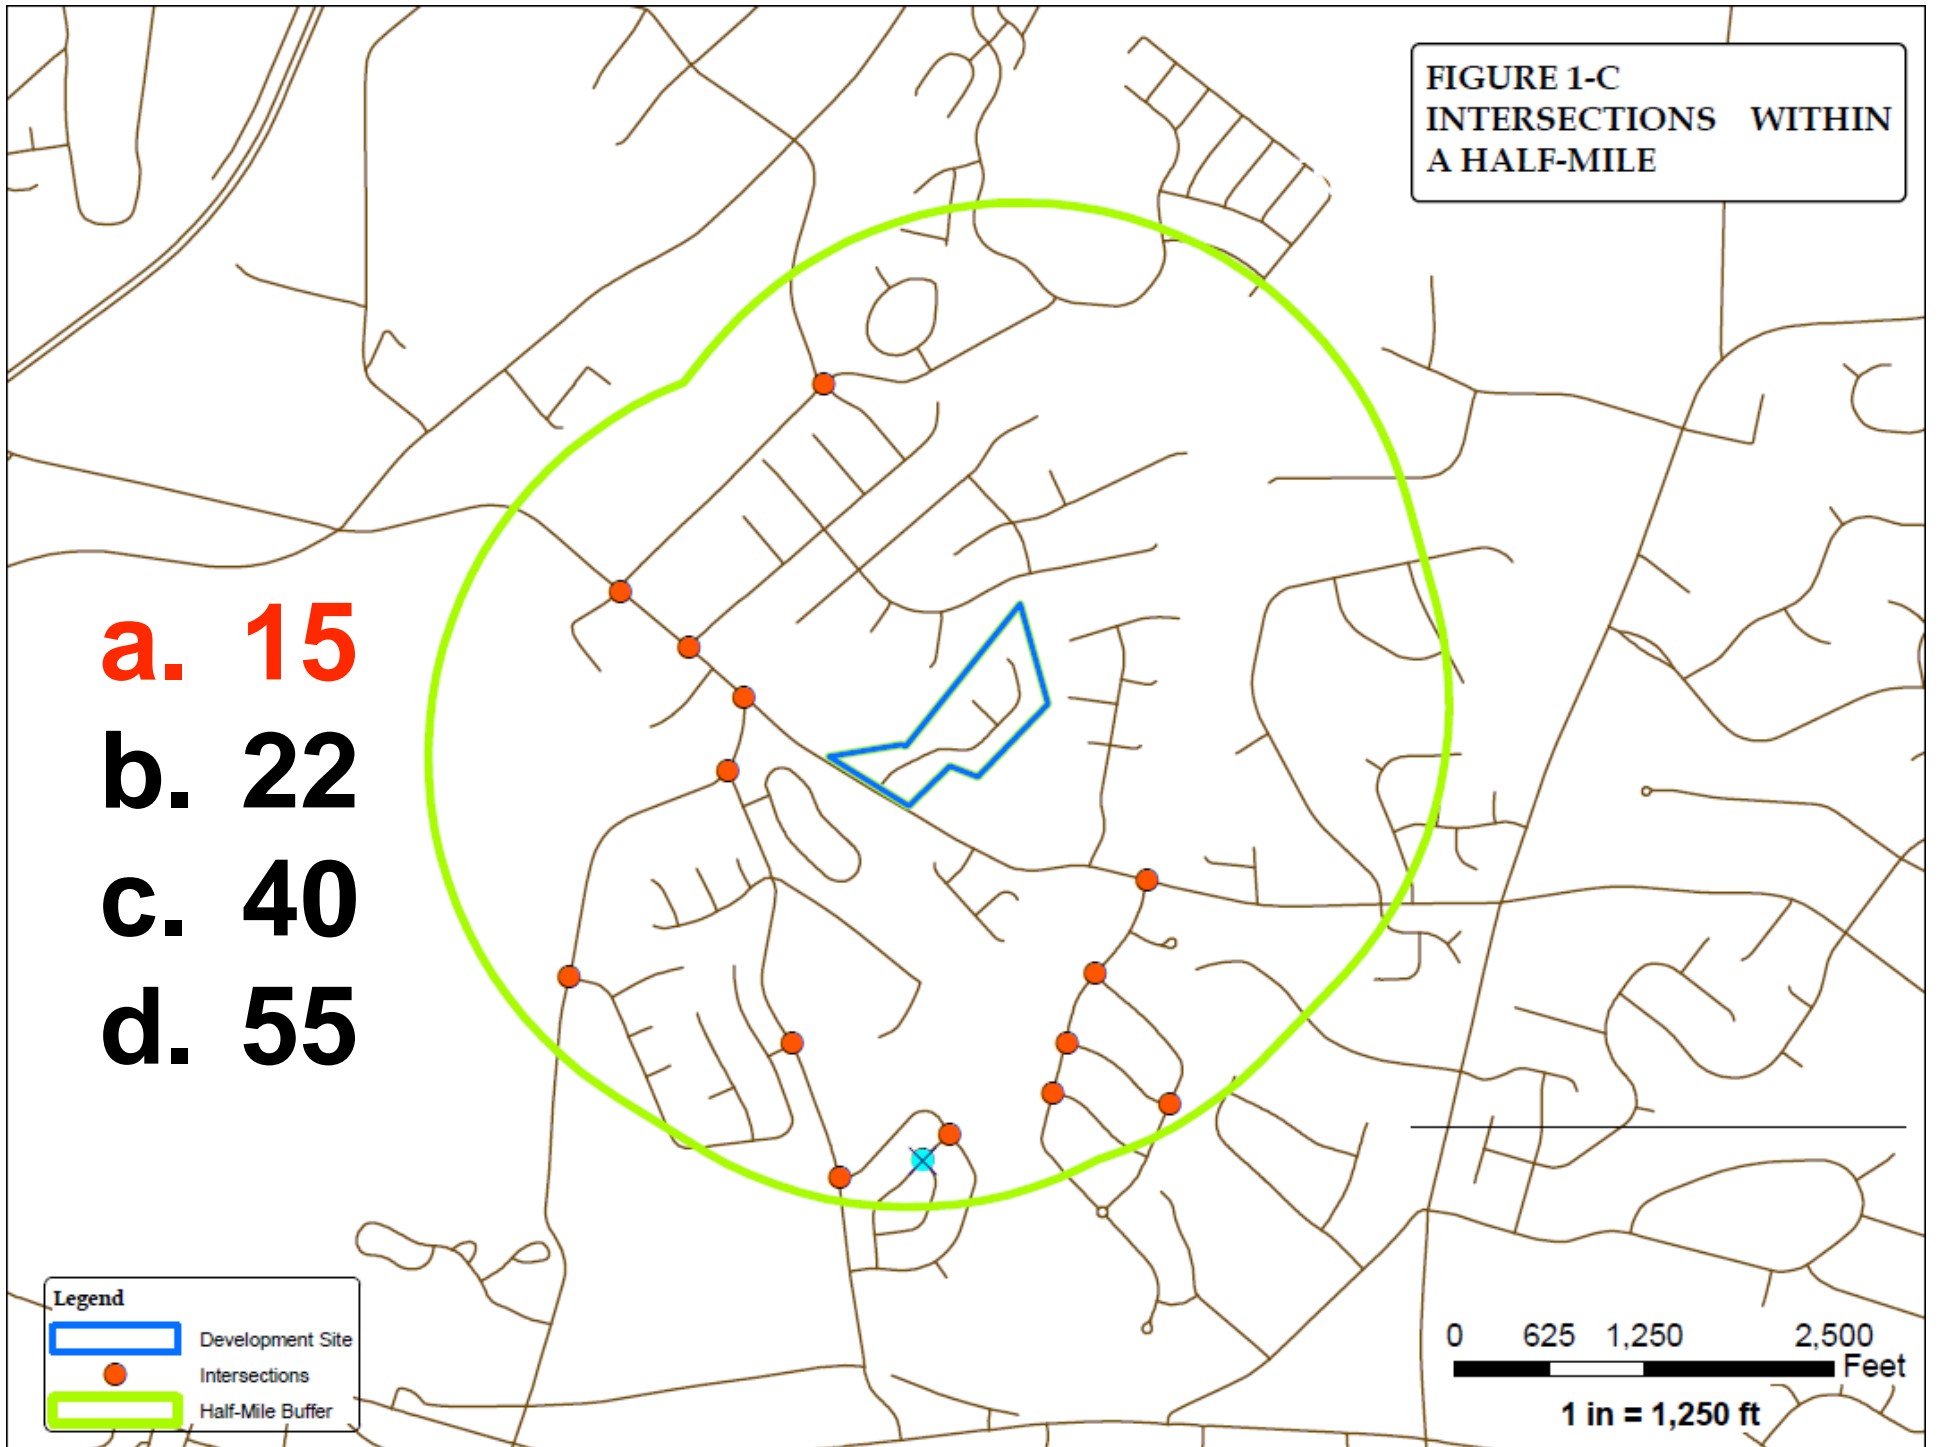 FIGURE 1-C
INTERSECTIONS WITHIN
A HALF-MILE
a. 15
b. 22
c. 40
d. 55
Legend
Development Site
Intersections
Half-Mile Buffer
0 625 1,250 2,500
Feet
1 in = 1,250 ft